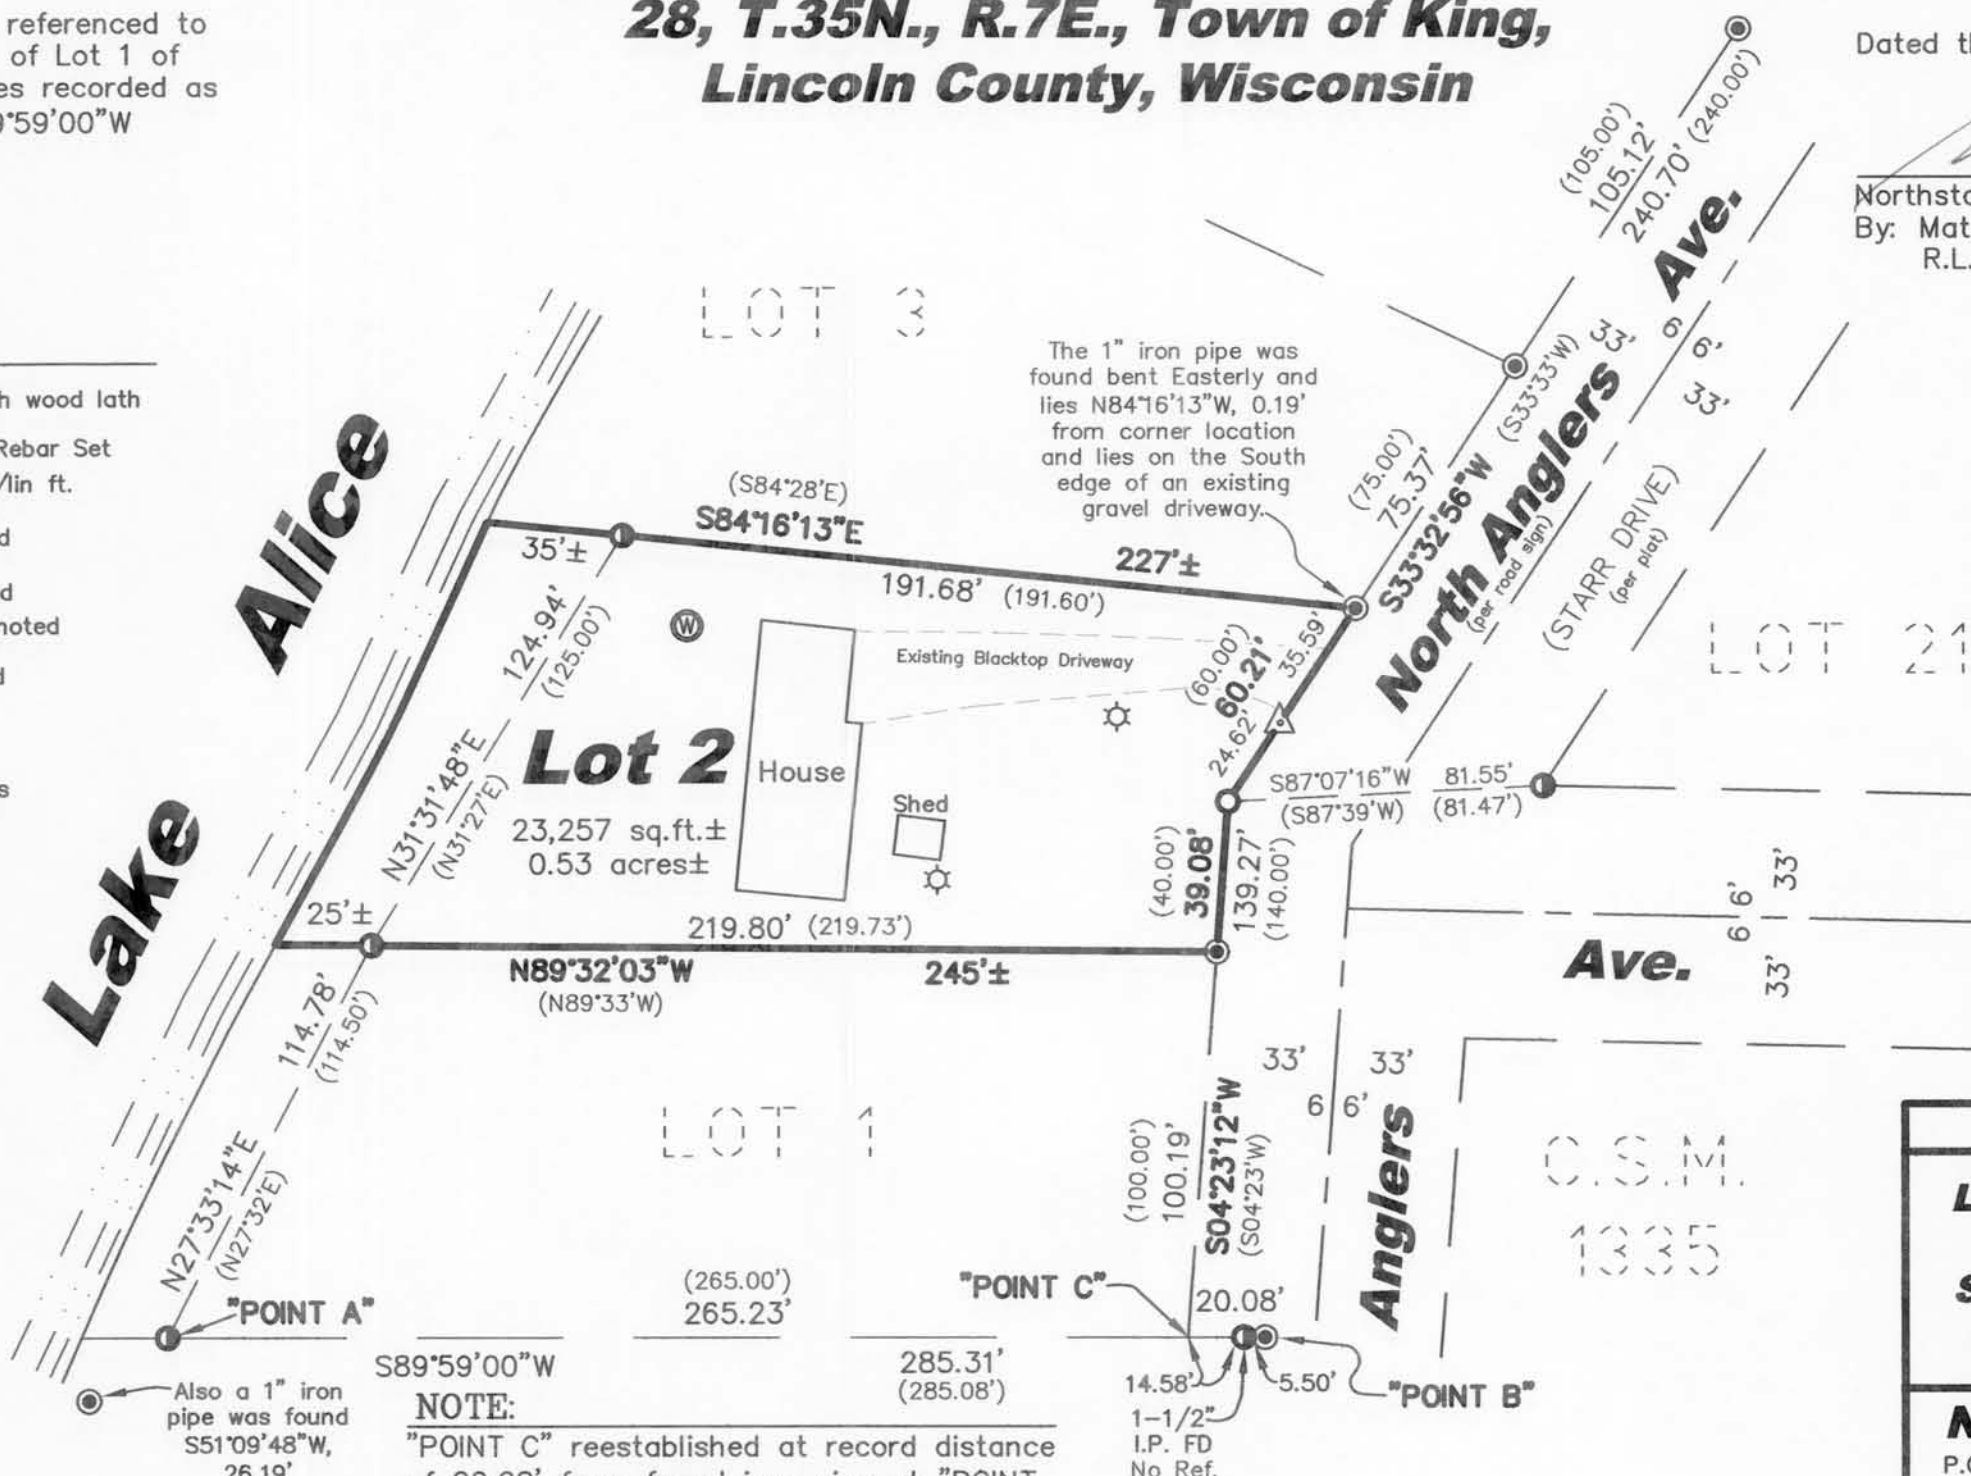 referenced to
of Lot 1 of
es recorded as
9°59'00"W
28, T.35N., R.7E., Town of King,
Lincoln County, Wisconsin
Dated
Northsto
By: Mat
R.L.
h wood lath
Rebar Set
/lin ft.
d
d
noted
d
s
LOT 3
The 1" iron pipe was
found bent Easterly and
lies N84°16'13"W, 0.19'
from corner location
and lies on the South
edge of an existing
gravel driveway.
(105.00')
105.12'
240.70' (240.00')
North Anglers Ave.
(per road sign)
(STARR DRIVE)
(per plat)
33'
66'
33'
S33°32'56"W (S33°33'W)
(75.00')
75.37'
LOT 21
Lake Alice
(S84°28'E)
S84°16'13"E
35'±
227'±
191.68' (191.60')
124.94'
(125.00')
N31°31'48"E
(N31°27'E)
W
Existing Blacktop Driveway
(60.00')
60.21'
35.59'
24.62'
Lot 2
23,257 sq.ft.±
0.53 acres±
House
Shed
S87°07'16"W 81.55'
(S87°39'W) (81.47')
(40.00')
39.08'
139.27'
(140.00')
25'±
219.80' (219.73')
N89°32'03"W 245'±
(N89°33'W)
33'
66'
33'
Ave.
114.78'
(114.50')
N27°33'14"E
(N27°32'E)
LOT 1
33' 33'
66'
(100.00')
100.19'
S04°23'12"W
(S04°23'W)
Anglers
C.S.M.
1335
L
S
N
P.O
"POINT A"
(265.00')
265.23'
"POINT C"
20.08'
S89°59'00"W
285.31'
(285.08')
14.58'
5.50'
"POINT B"
1-1/2"
I.P. FD
No Ref.
Also a 1" iron
pipe was found
S51°09'48"W,
26.19'
NOTE:
"POINT C" reestablished at record distance